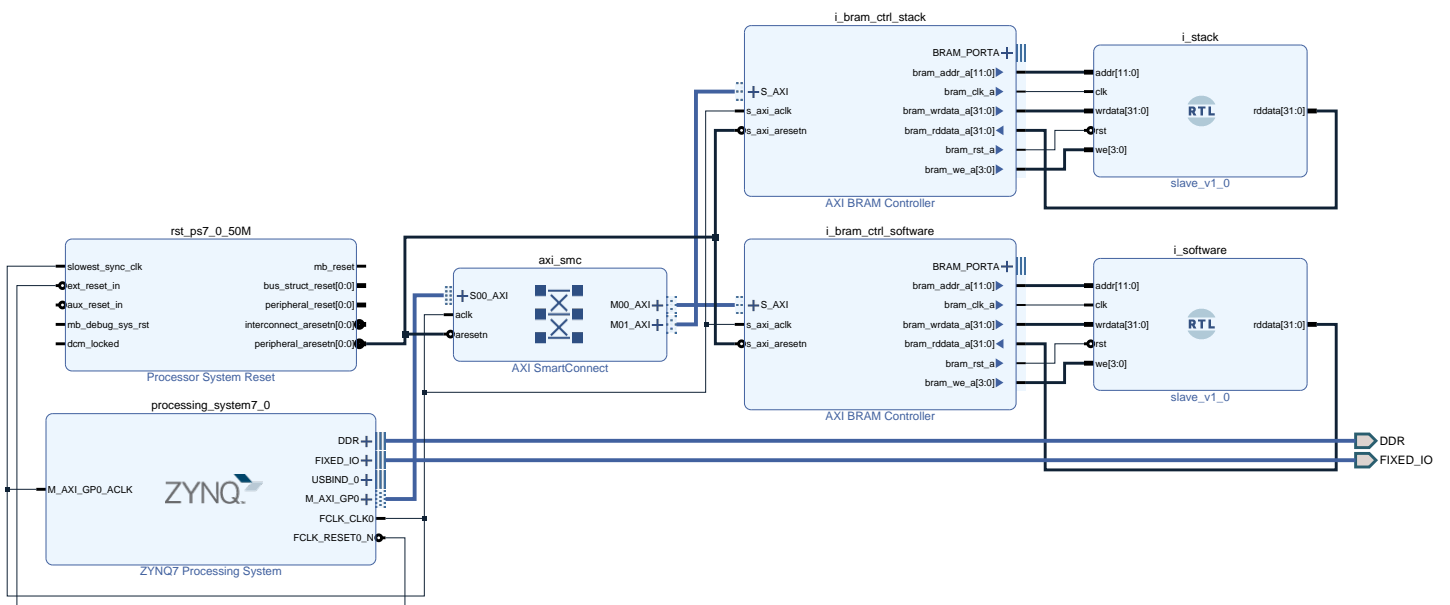 i_bram_ctrl_stack
BRAM_PORTA
bram_addr_a[11:0]
S_AXI
bram_clk_a
s_axi_aclk
bram_wrdata_a[31:0]
s_axi_aresetn
bram_rddata_a[31:0]
bram_rst_a
bram_we_a[3:0]
AXI BRAM Controller
i_stack
addr[11:0]
clk
wrdata[31:0]
RTL
rddata[31:0]
rst
we[3:0]
slave_v1_0
rst_ps7_0_50M
slowest_sync_clk
mb_reset
ext_reset_in
bus_struct_reset[0:0]
aux_reset_in
peripheral_reset[0:0]
mb_debug_sys_rst
interconnect_aresetn[0:0]
dcm_locked
peripheral_aresetn[0:0]
Processor System Reset
axi_smc
S00_AXI
M00_AXI
aclk
M01_AXI
aresetn
AXI SmartConnect
i_bram_ctrl_software
BRAM_PORTA
bram_addr_a[11:0]
S_AXI
bram_clk_a
s_axi_aclk
bram_wrdata_a[31:0]
s_axi_aresetn
bram_rddata_a[31:0]
bram_rst_a
bram_we_a[3:0]
AXI BRAM Controller
i_software
addr[11:0]
clk
wrdata[31:0]
RTL
rddata[31:0]
rst
we[3:0]
slave_v1_0
processing_system7_0
DDR
FIXED_IO
USBIND_0
M_AXI_GP0_ACLK
ZYNQ
M_AXI_GP0
FCLK_CLK0
FCLK_RESET0_N
ZYNQ7 Processing System
DDR
FIXED_IO